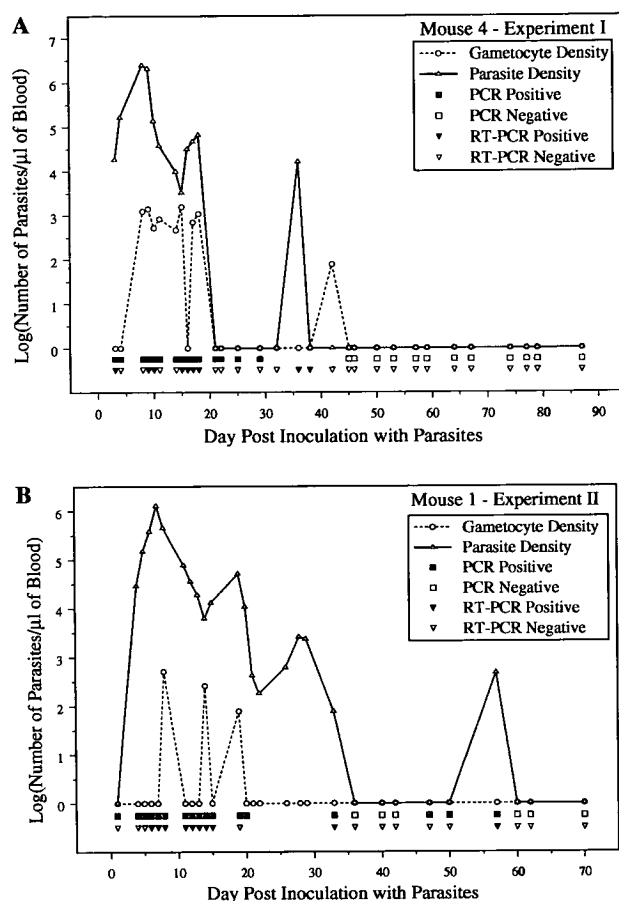 A
Mouse 4 - Experiment I
Gametocyte Density
Parasite Density
PCR Positive
PCR Negative
RT-PCR Positive
RT-PCR Negative
Log(Number of Parasites/µl of Blood)
7
6
5
4
3
2
1
0
0 10 20 30 40 50 60 70 80 90
Day Post Inoculation with Parasites
B
Mouse 1 - Experiment II
Gametocyte Density
Parasite Density
PCR Positive
PCR Negative
RT-PCR Positive
RT-PCR Negative
Log(Number of Parasites/µl of Blood)
6
5
4
3
2
1
0
0 10 20 30 40 50 60 70
Day Post Inoculation with Parasites